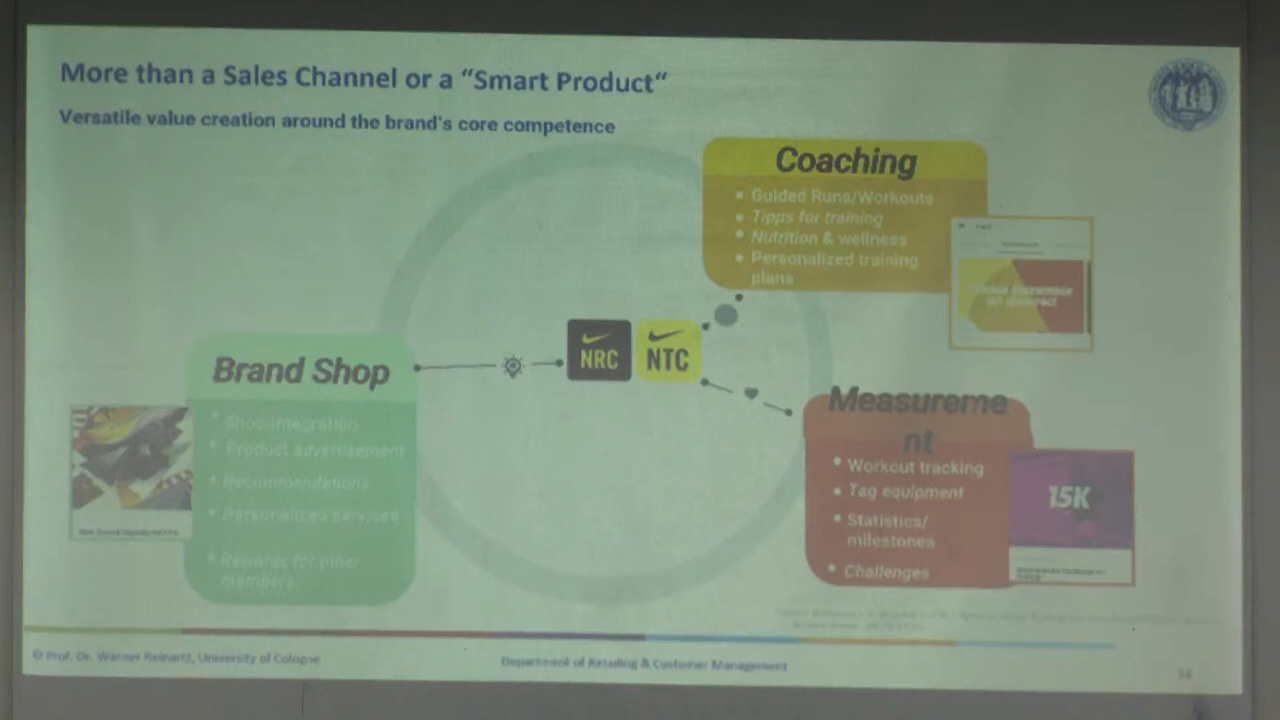 More than a Sales Channel or a “Smart Product“
Versatile value creation around the brand's core competence
Coaching
• Guided Runs/Workouts
• Tipps for training
• Nutrition & wellness
• Personalized training
plans
NRC
NTC
Brand Shop
• Shop integration
• Product advertisement
• Recommendations
• Personalized services
• Rewards for other
members
Measureme
nt
• Workout tracking
• Tag equipment
• Statistics/
milestones
• Challenges
15K
© Prof. Dr. Werner Reinartz, University of Cologne
Department of Retailing & Customer Management
34